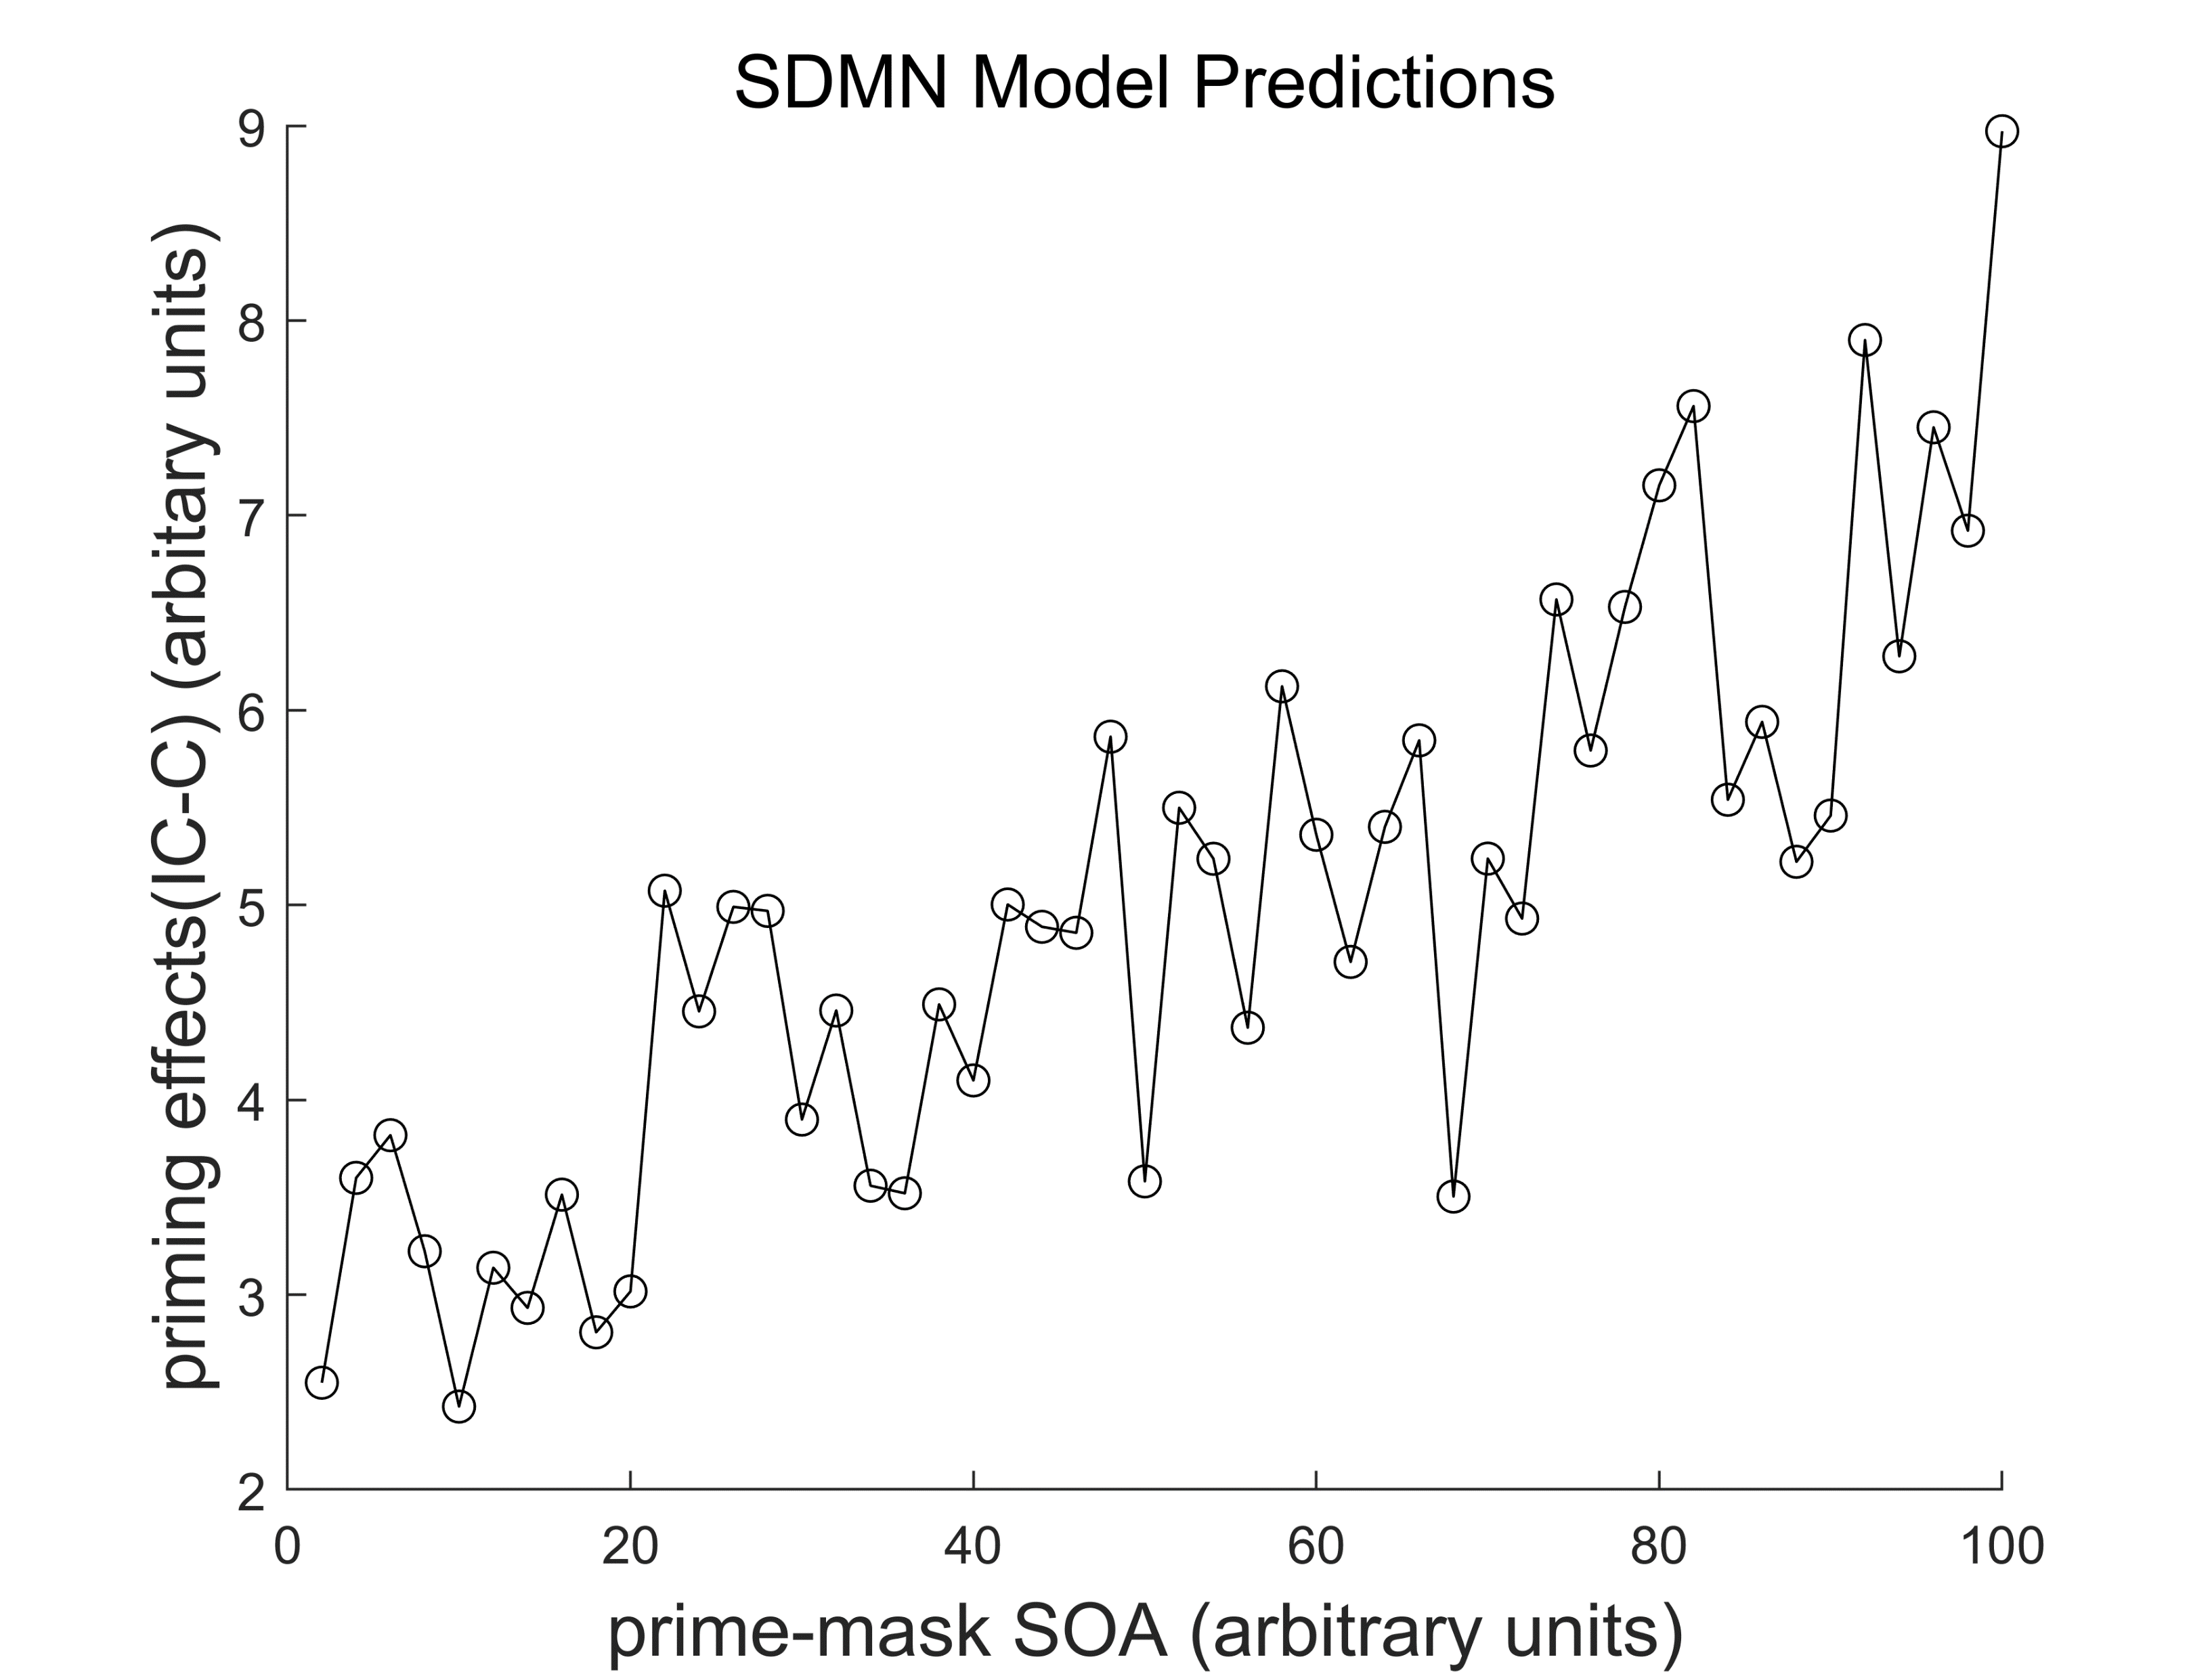 SDMN Model Predictions
9
8
7
6
5
4
3
2
priming effects(IC-C) (arbitary units)
0 20 40 60 80 100
prime-mask SOA (arbitrary units)